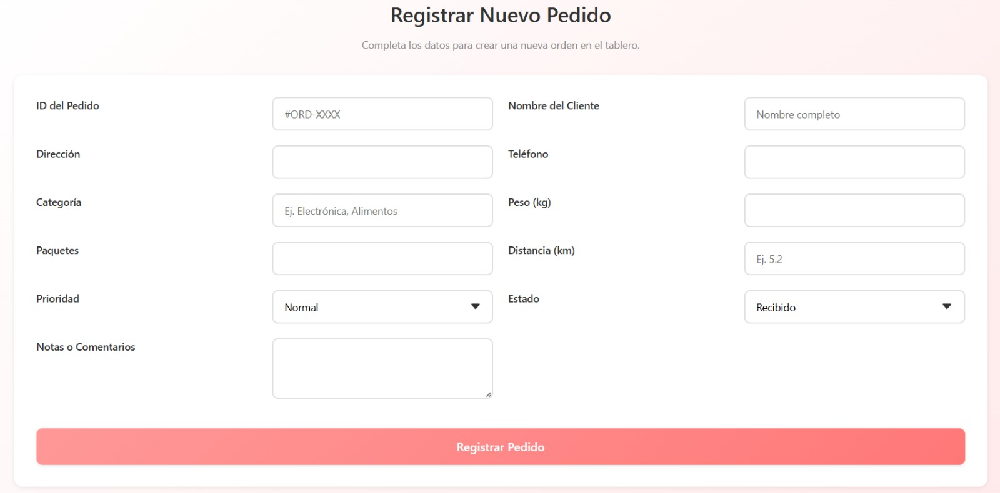 Registrar Nuevo Pedido
Completa los datos para crear una nueva orden en el tablero.
ID del Pedido
#ORD-XXXX
Nombre del Cliente
Nombre completo
Dirección
Teléfono
Categoría
Ej. Electrónica, Alimentos
Peso (kg)
Paquetes
Distancia (km)
Ej. 5.2
Prioridad
Normal
Estado
Recibido
Notas o Comentarios
Registrar Pedido